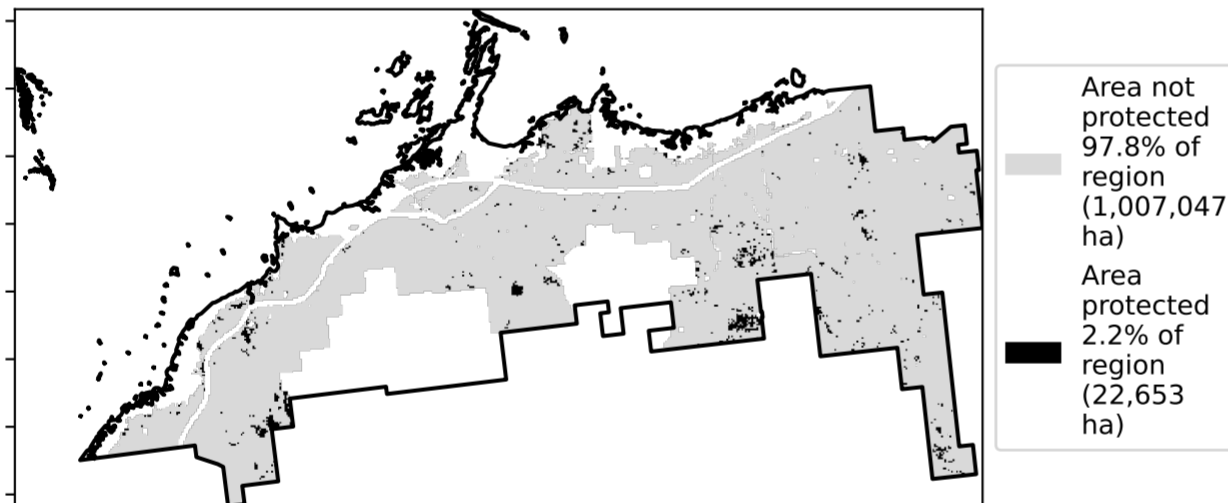 Area not
protected
97.8% of
region
(1,007,047
ha)
Area
protected
2.2% of
region
(22,653
ha)